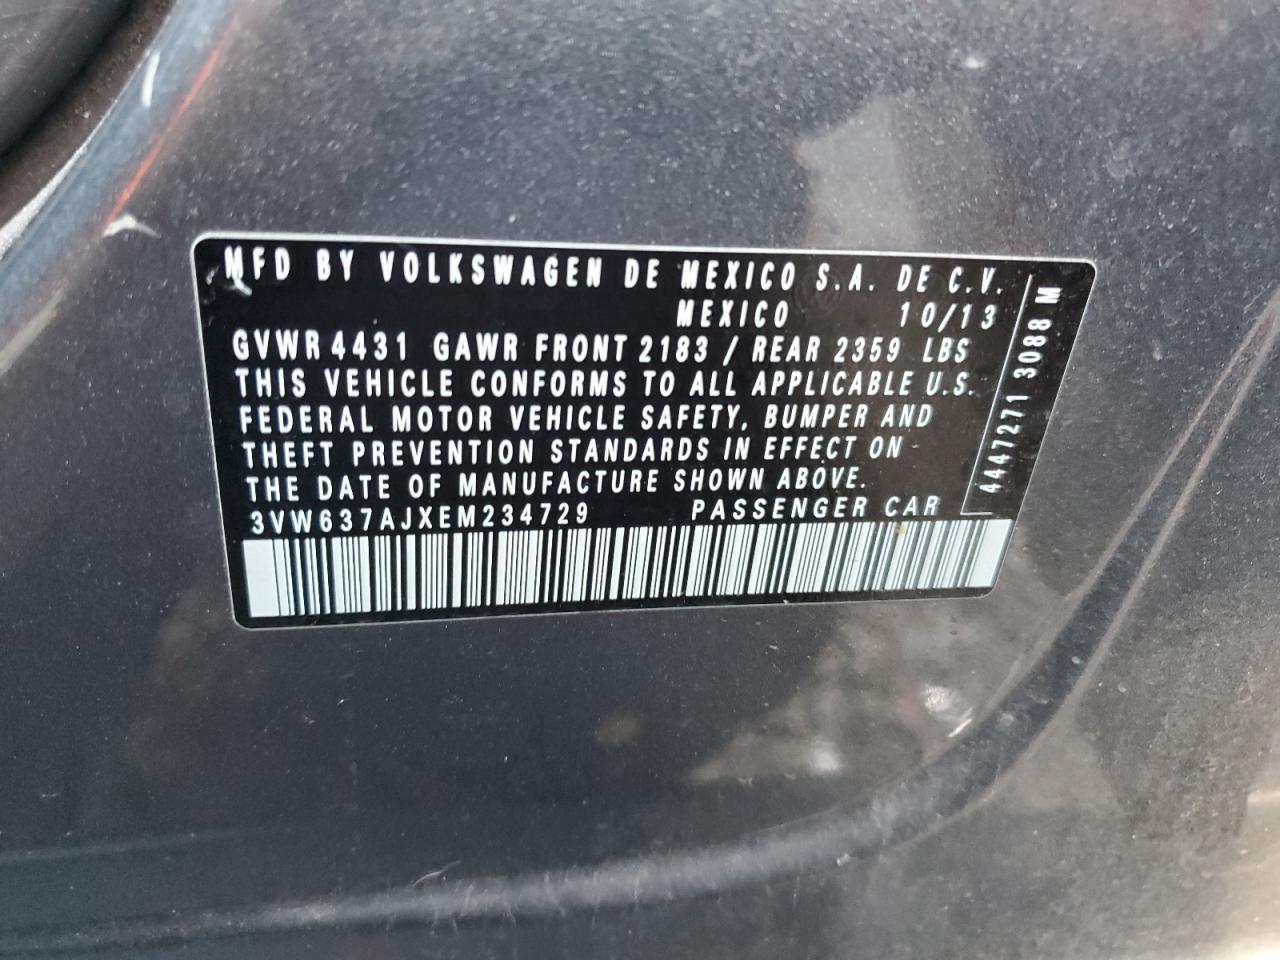 MFD BY VOLKSWAGEN DE MEXICO S.A. DE C.V.
MEXICO 10/13
GVWR 4431 GAWR FRONT 2183 / REAR 2359 LBS
THIS VEHICLE CONFORMS TO ALL APPLICABLE U.S.
FEDERAL MOTOR VEHICLE SAFETY, BUMPER AND
THEFT PREVENTION STANDARDS IN EFFECT ON
THE DATE OF MANUFACTURE SHOWN ABOVE.
3VW637AJXEM234729 PASSENGER CAR
4447271 3088 M